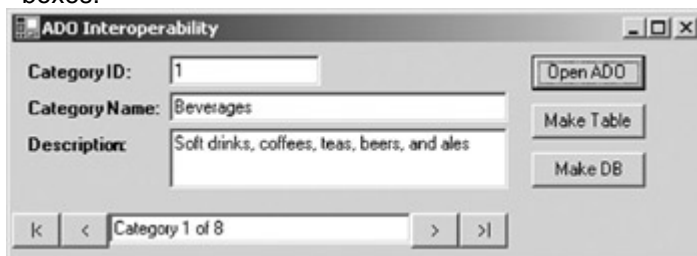 boxes.
ADO Interoperability
Category ID: 1 Open ADO
Category Name: Beverages
Make Table
Description: Soft drinks, coffees, teas, beers, and ales
Make DB
|< < Category 1 of 8 > >|